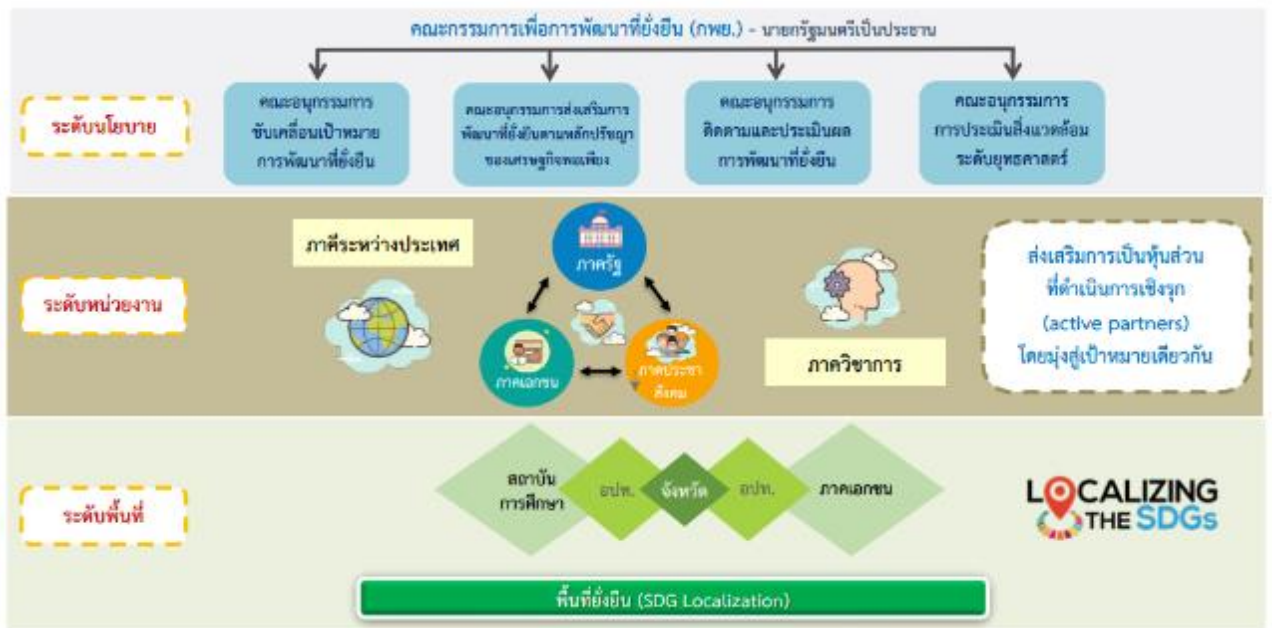 คณะกรรมการเพื่อการพัฒนาที่ยั่งยืน (กพย.) - นายกรัฐมนตรีเป็นประธาน
ระดับนโยบาย
คณะอนุกรรมการ
ขับเคลื่อนเป้าหมาย
การพัฒนาที่ยั่งยืน
คณะอนุกรรมการส่งเสริมการ
พัฒนาที่ยั่งยืนตามหลักปรัชญา
ของเศรษฐกิจพอเพียง
คณะอนุกรรมการ
ติดตามและประเมินผล
การพัฒนาที่ยั่งยืน
คณะอนุกรรมการ
การประเมินสิ่งแวดล้อม
ระดับยุทธศาสตร์
ระดับหน่วยงาน
ภาคีระหว่างประเทศ
ภาครัฐ
ภาคเอกชน
ภาคประชา
สังคม
ภาควิชาการ
ส่งเสริมการเป็นหุ้นส่วน
ที่ดำเนินการเชิงรุก
(active partners)
โดยมุ่งสู่เป้าหมายเดียวกัน
ระดับพื้นที่
สถาบัน
การศึกษา
อปท.
จังหวัด
อปท.
ภาคเอกชน
LOCALIZING
THE SDGs
พื้นที่ยั่งยืน (SDG Localization)